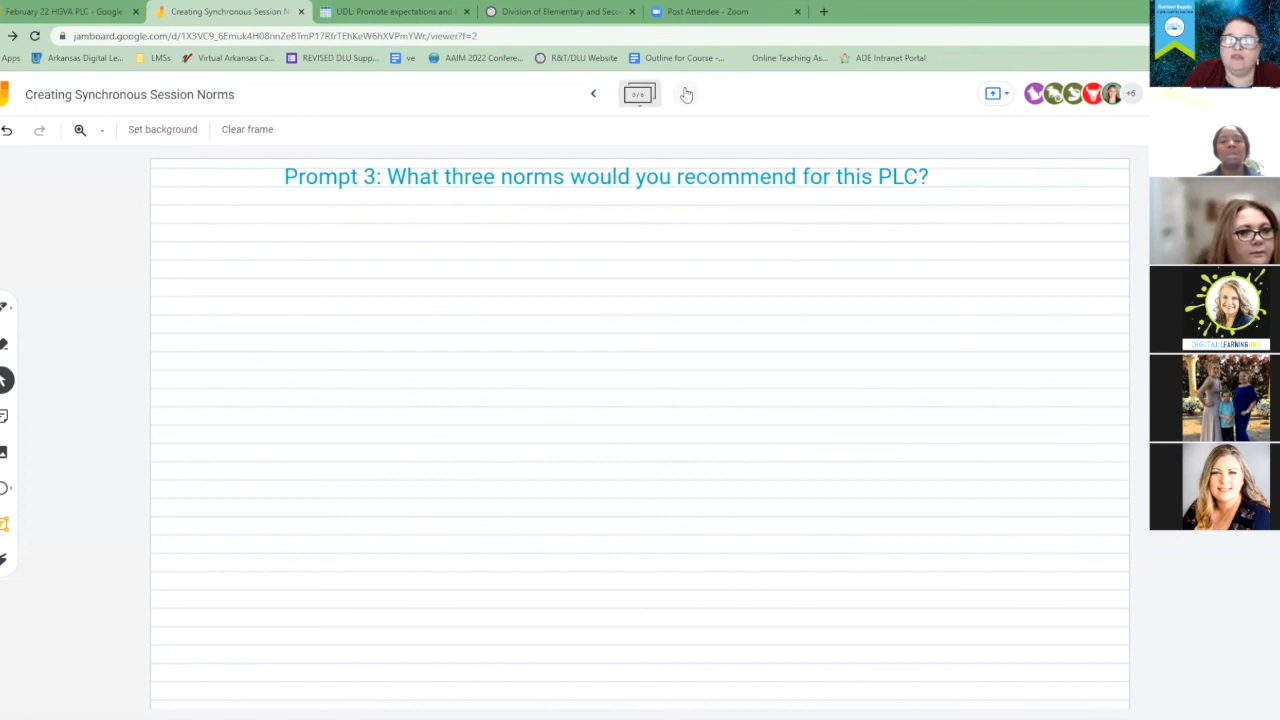 February 22 HGVA PLC - Google
Creating Synchronous Session N
UDL: Promote expectations and
Division of Elementary and Seco
Post Attendee - Zoom
jamboard.google.com/d/1X3VC9_6Emuk4H08nnZe8TmP17RfrTEhKeW6hXVPmYWc/viewer?f=2
Apps
Arkansas Digital Le...
LMSs
Virtual Arkansas Ca...
REVISED DLU Supp...
ve
AAIM 2022 Confere...
R&T/DLU Website
Outline for Course -...
Online Teaching As...
ADE Intranet Portal
Creating Synchronous Session Norms
3 / 6
+6
Set background
Clear frame
Prompt 3: What three norms would you recommend for this PLC?
DIGITAL LEARNING